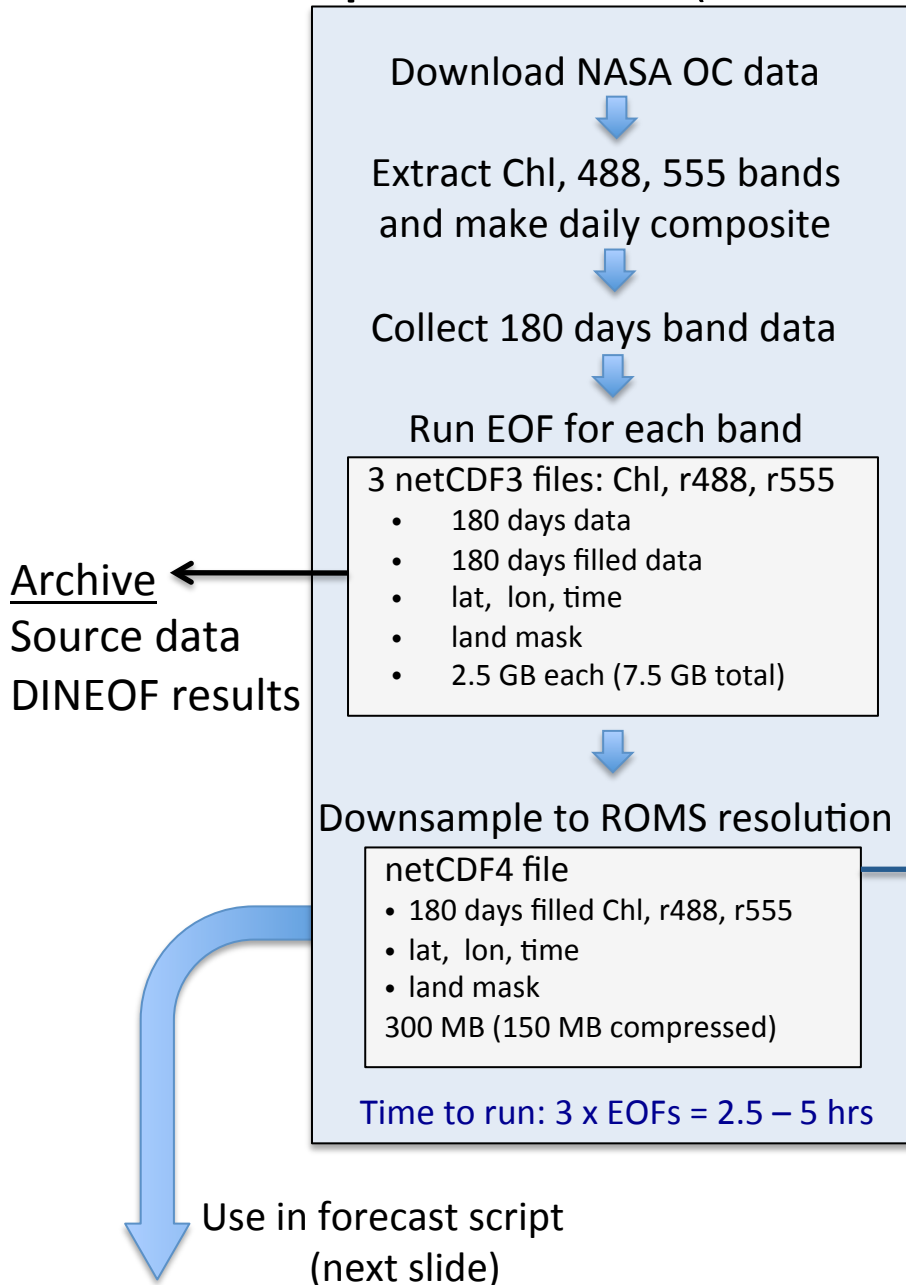 Download NASA OC data
Extract Chl, 488, 555 bands
and make daily composite
Collect 180 days band data
Run EOF for each band
3 netCDF3 files: Chl, r488, r555
• 180 days data
• 180 days filled data
• lat, lon, time
• land mask
• 2.5 GB each (7.5 GB total)
Archive
Source data
DINEOF results
Downsample to ROMS resolution
netCDF4 file
• 180 days filled Chl, r488, r555
• lat, lon, time
• land mask
300 MB (150 MB compressed)
Time to run: 3 x EOFs = 2.5 – 5 hrs
Use in forecast script
(next slide)